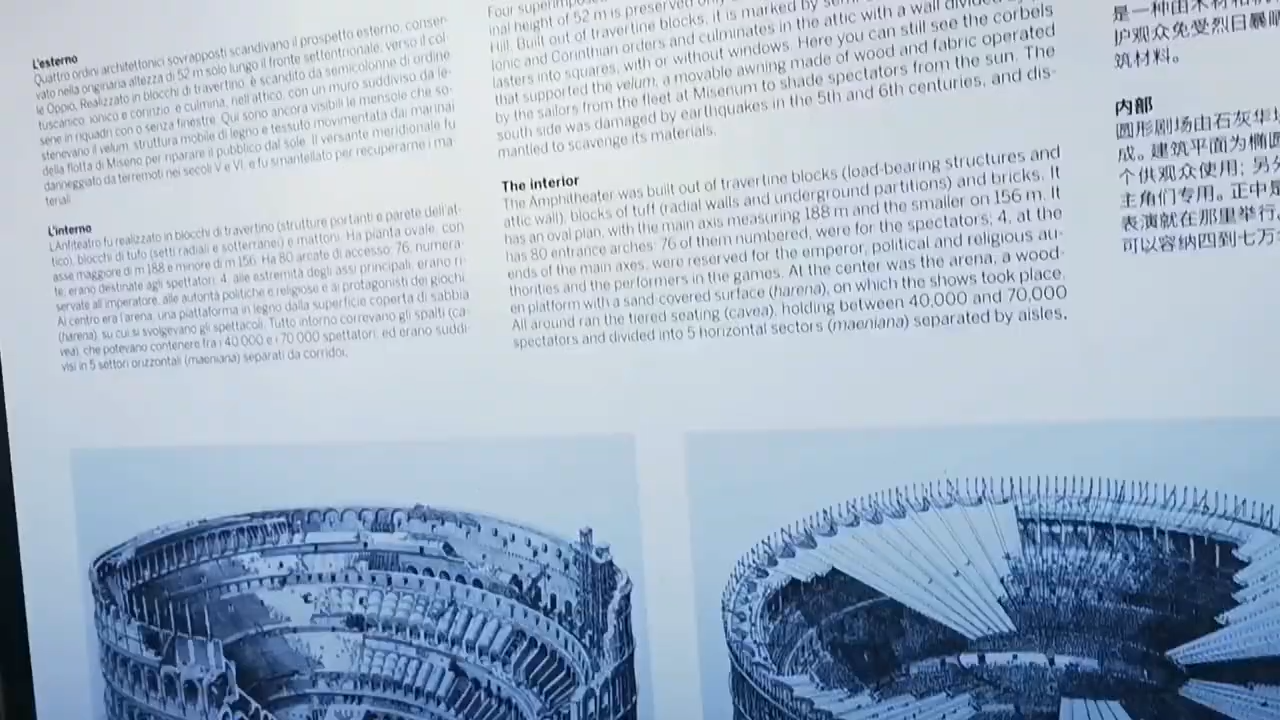 L'esterno
Quattro ordini architettonici sovrapposti scandivano il prospetto esterno, conser-
vato nella originaria altezza di 52 m solo lungo il fronte settentrionale, verso il col-
le Oppio. Realizzato in blocchi di travertino, è scandito da semicolonne di ordine
tuscanico, ionico e corinzio, e culmina, nell'attico, con un muro suddiviso da le-
sene in riquadri con o senza finestre. Qui sono ancora visibili le mensole che so-
stenevano il velum, struttura mobile di legno e tessuto movimentata dai marinai
della flotta di Miseno per riparare il pubblico dal sole. Il versante meridionale fu
danneggiato da terremoti nei secoli V e VI, e fu smantellato per recuperarne i ma-
teriali.
L'interno
L'Anfiteatro fu realizzato in blocchi di travertino (strutture portanti e parete dell'at-
tico), blocchi di tufo (setti radiali e sotterranei) e mattoni. Ha pianta ovale, con
asse maggiore di m 188 e minore di m 156. Ha 80 arcate di accesso: 76, numera-
te, erano destinate agli spettatori; 4, alle estremità degli assi principali, erano ri-
servate all'imperatore, alle autorità politiche e religiose e ai protagonisti dei giochi.
Al centro era l'arena, una piattaforma in legno dalla superficie coperta di sabbia
(harena), su cui si svolgevano gli spettacoli. Tutto intorno correvano gli spalti (ca-
vea), che potevano contenere fra i 40 000 e i 70 000 spettatori, ed erano suddi-
visi in 5 settori orizzontali (maeniana) separati da corridoi.
Four superimposed
inal height of 52 m is preserved only
Hill. Built out of travertine blocks, it is marked by
Ionic and Corinthian orders and culminates in the attic with a wall divided by
lasters into squares, with or without windows. Here you can still see the corbels
that supported the velum, a movable awning made of wood and fabric operated
by the sailors from the fleet at Misenum to shade spectators from the sun. The
south side was damaged by earthquakes in the 5th and 6th centuries, and dis-
mantled to scavenge its materials.
The interior
The Amphitheater was built out of travertine blocks (load-bearing structures and
attic wall), blocks of tuff (radial walls and underground partitions) and bricks. It
has an oval plan, with the main axis measuring 188 m and the smaller on 156 m. It
has 80 entrance arches: 76 of them numbered, were for the spectators; 4, at the
ends of the main axes, were reserved for the emperor, political and religious au-
thorities and the performers in the games. At the center was the arena, a wood-
en platform with a sand-covered surface (harena), on which the shows took place.
All around ran the tiered seating (cavea), holding between 40,000 and 70,000
spectators and divided into 5 horizontal sectors (maeniana) separated by aisles.
是一种由木材和
护观众免受烈日暴
筑材料。
内部
圆形剧场由石灰华
成。建筑平面为椭圆
个供观众使用；另外
主角们专用。正中是
表演就在那里举行。
可以容纳四到七万